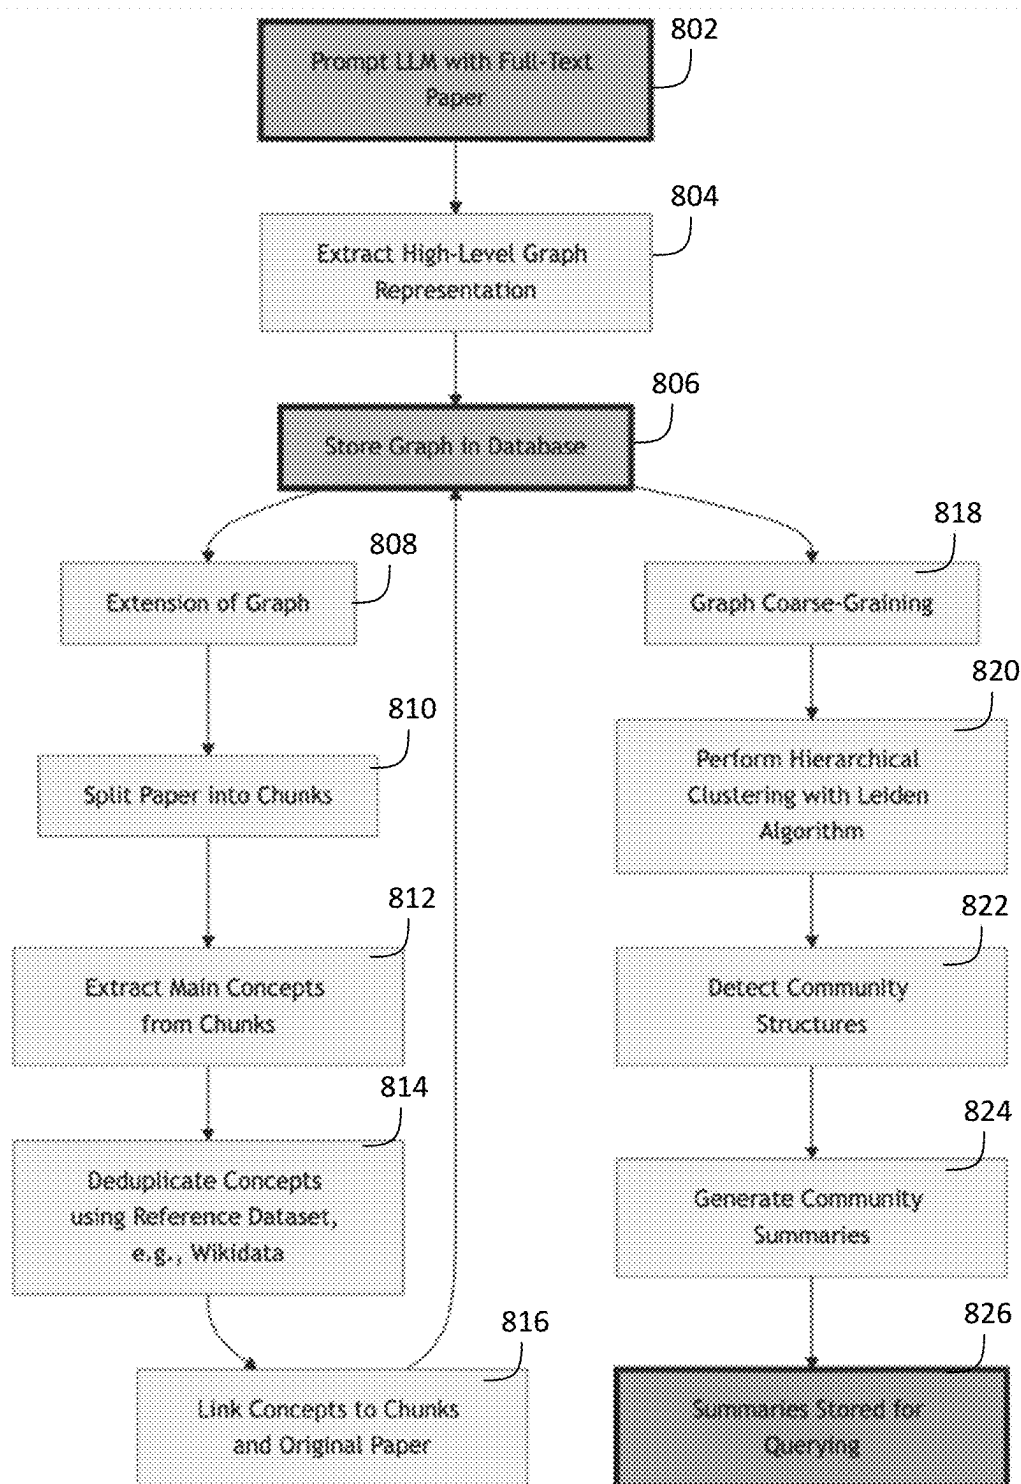 802
Prompt LLM with Full-Text
Paper
804
Extract High-Level Graph
Representation
806
Store Graph in Database
808
Extension of Graph
810
Split Paper into Chunks
812
Extract Main Concepts
from Chunks
814
Deduplicate Concepts
using Reference Dataset,
e.g., Wikidata
816
Link Concepts to Chunks
and Original Paper
818
Graph Coarse-Graining
820
Perform Hierarchical
Clustering with Leiden
Algorithm
822
Detect Community
Structures
824
Generate Community
Summaries
826
Summaries Stored for
Querying